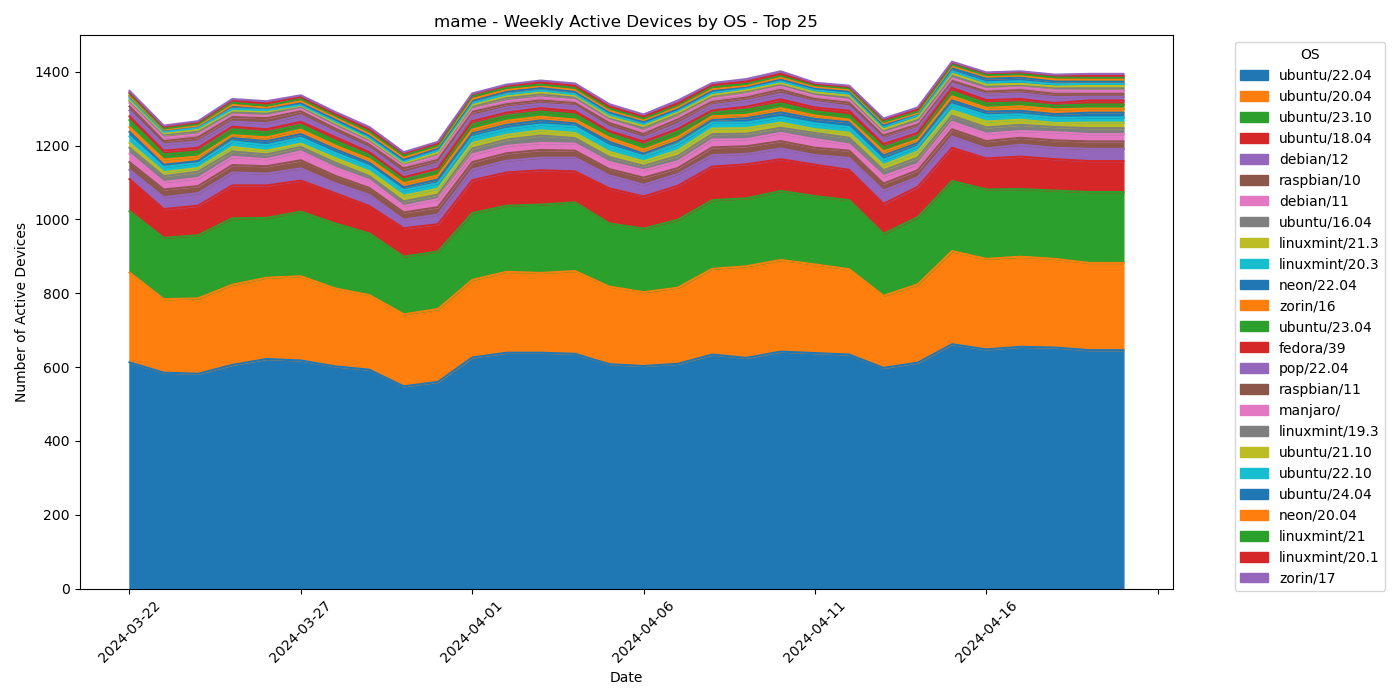 mame - Weekly Active Devices by OS - Top 25
Number of Active Devices
1400
1200
1000
800
600
400
200
0
2024-03-22
2024-03-27
2024-04-01
2024-04-06
2024-04-11
2024-04-16
Date
OS
ubuntu/22.04
ubuntu/20.04
ubuntu/23.10
ubuntu/18.04
debian/12
raspbian/10
debian/11
ubuntu/16.04
linuxmint/21.3
linuxmint/20.3
neon/22.04
zorin/16
ubuntu/23.04
fedora/39
pop/22.04
raspbian/11
manjaro/
linuxmint/19.3
ubuntu/21.10
ubuntu/22.10
ubuntu/24.04
neon/20.04
linuxmint/21
linuxmint/20.1
zorin/17